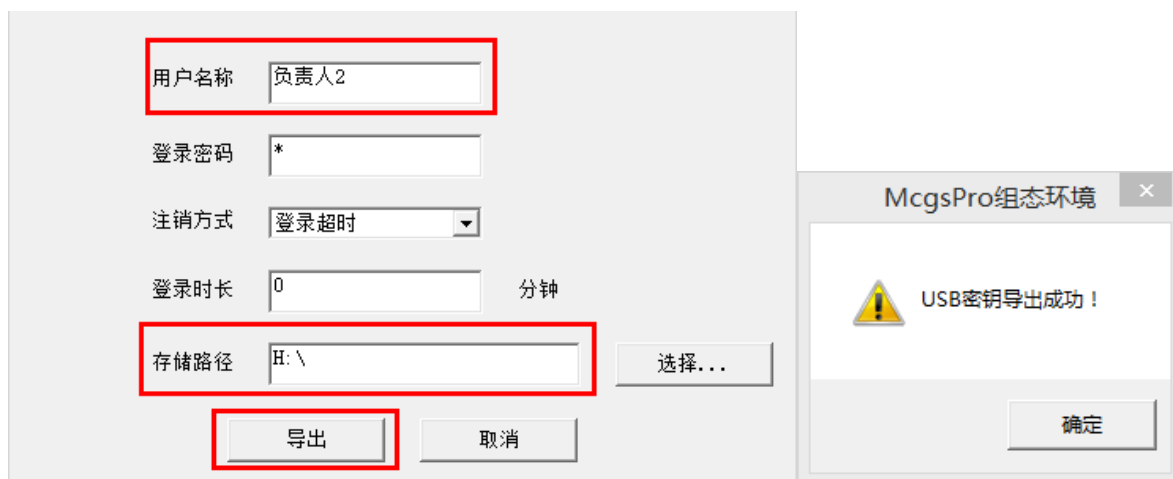 用户名称 负责人2
登录密码 *
注销方式 登录超时
登录时长 0 分钟
存储路径 H:\ 选择...
导出 取消
McgsPro组态环境
USB密钥导出成功！
确定